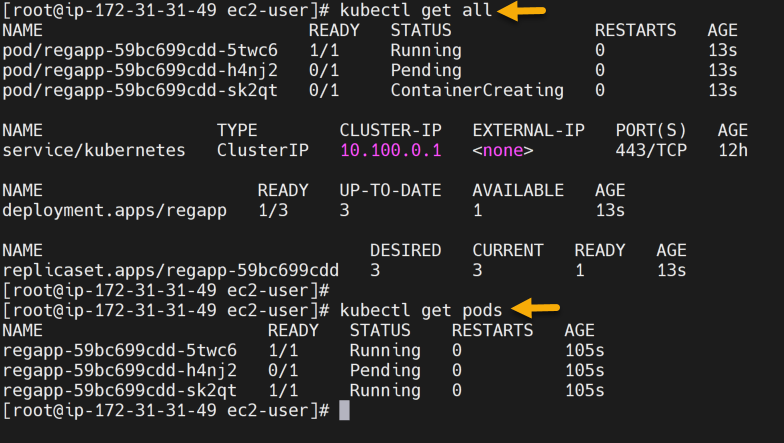 [root@ip-172-31-31-49 ec2-user]# kubectl get all
NAME READY STATUS RESTARTS AGE
pod/regapp-59bc699cdd-5twc6 1/1 Running 0 13s
pod/regapp-59bc699cdd-h4nj2 0/1 Pending 0 13s
pod/regapp-59bc699cdd-sk2qt 0/1 ContainerCreating 0 13s
NAME TYPE CLUSTER-IP EXTERNAL-IP PORT(S) AGE
service/kubernetes ClusterIP 10.100.0.1 <none> 443/TCP 12h
NAME READY UP-TO-DATE AVAILABLE AGE
deployment.apps/regapp 1/3 3 1 13s
NAME DESIRED CURRENT READY AGE
replicaset.apps/regapp-59bc699cdd 3 3 1 13s
[root@ip-172-31-31-49 ec2-user]#
[root@ip-172-31-31-49 ec2-user]# kubectl get pods
NAME READY STATUS RESTARTS AGE
regapp-59bc699cdd-5twc6 1/1 Running 0 105s
regapp-59bc699cdd-h4nj2 0/1 Pending 0 105s
regapp-59bc699cdd-sk2qt 1/1 Running 0 105s
[root@ip-172-31-31-49 ec2-user]#